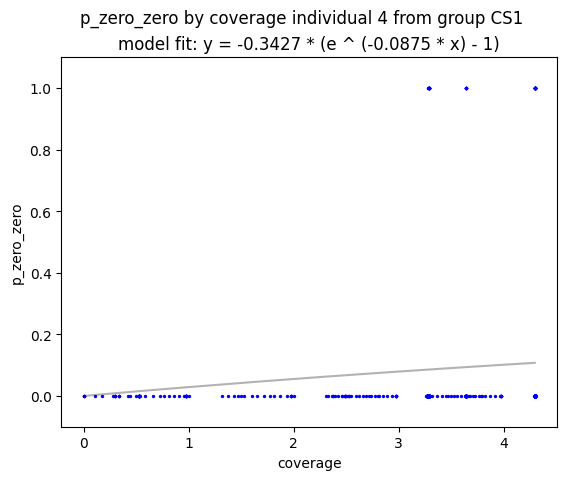 p_zero_zero by coverage individual 4 from group CS1
model fit: y = -0.3427 * (e ^ (-0.0875 * x) - 1)
1.0
0.8
0.6
0.4
0.2
0.0
p_zero_zero
0 1 2 3 4
coverage